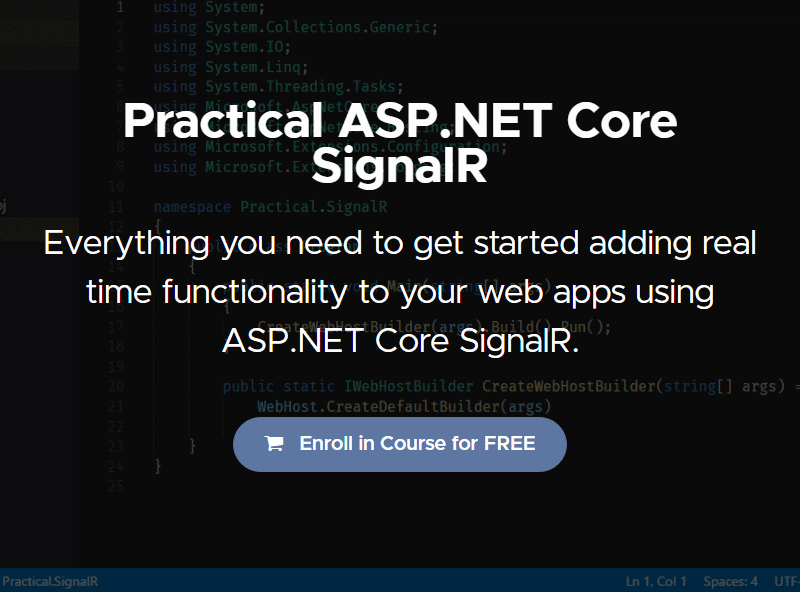 1 using System;
2 using System.Collections.Generic;
3 using System.IO;
4 using System.Linq;
5 using System.Threading.Tasks;
Practical ASP.NET Core
SignalR
8 using Microsoft.Extensions.Configuration;
9 using Microsoft.
10
11 namespace Practical.SignalR
{
Everything you need to get started adding real
14 {
time functionality to your web apps using
16 {
17 CreateWebHostBuilder(args).Build().Run();
ASP.NET Core SignalR.
18
19
20 public static IWebHostBuilder CreateWebHostBuilder(string[] args) =
21 WebHost.CreateDefaultBuilder(args)
22
Enroll in Course for FREE
23 }
24 }
25
Practical.SignalR Ln 1, Col 1 Spaces: 4 UTF-